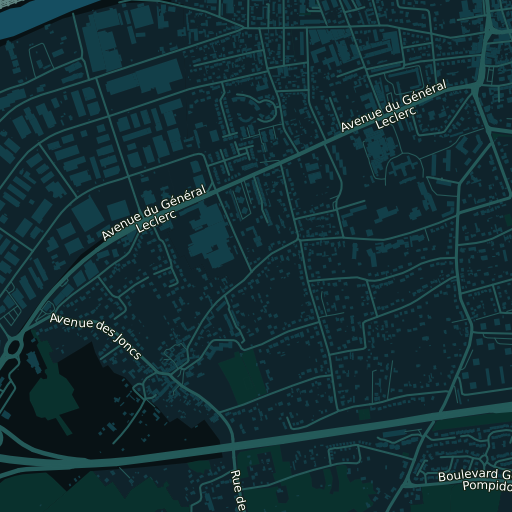 Avenue du Général
Leclerc
Avenue du Général
Leclerc
Avenue des Joncs
Rue de
Boulevard G
Pompido